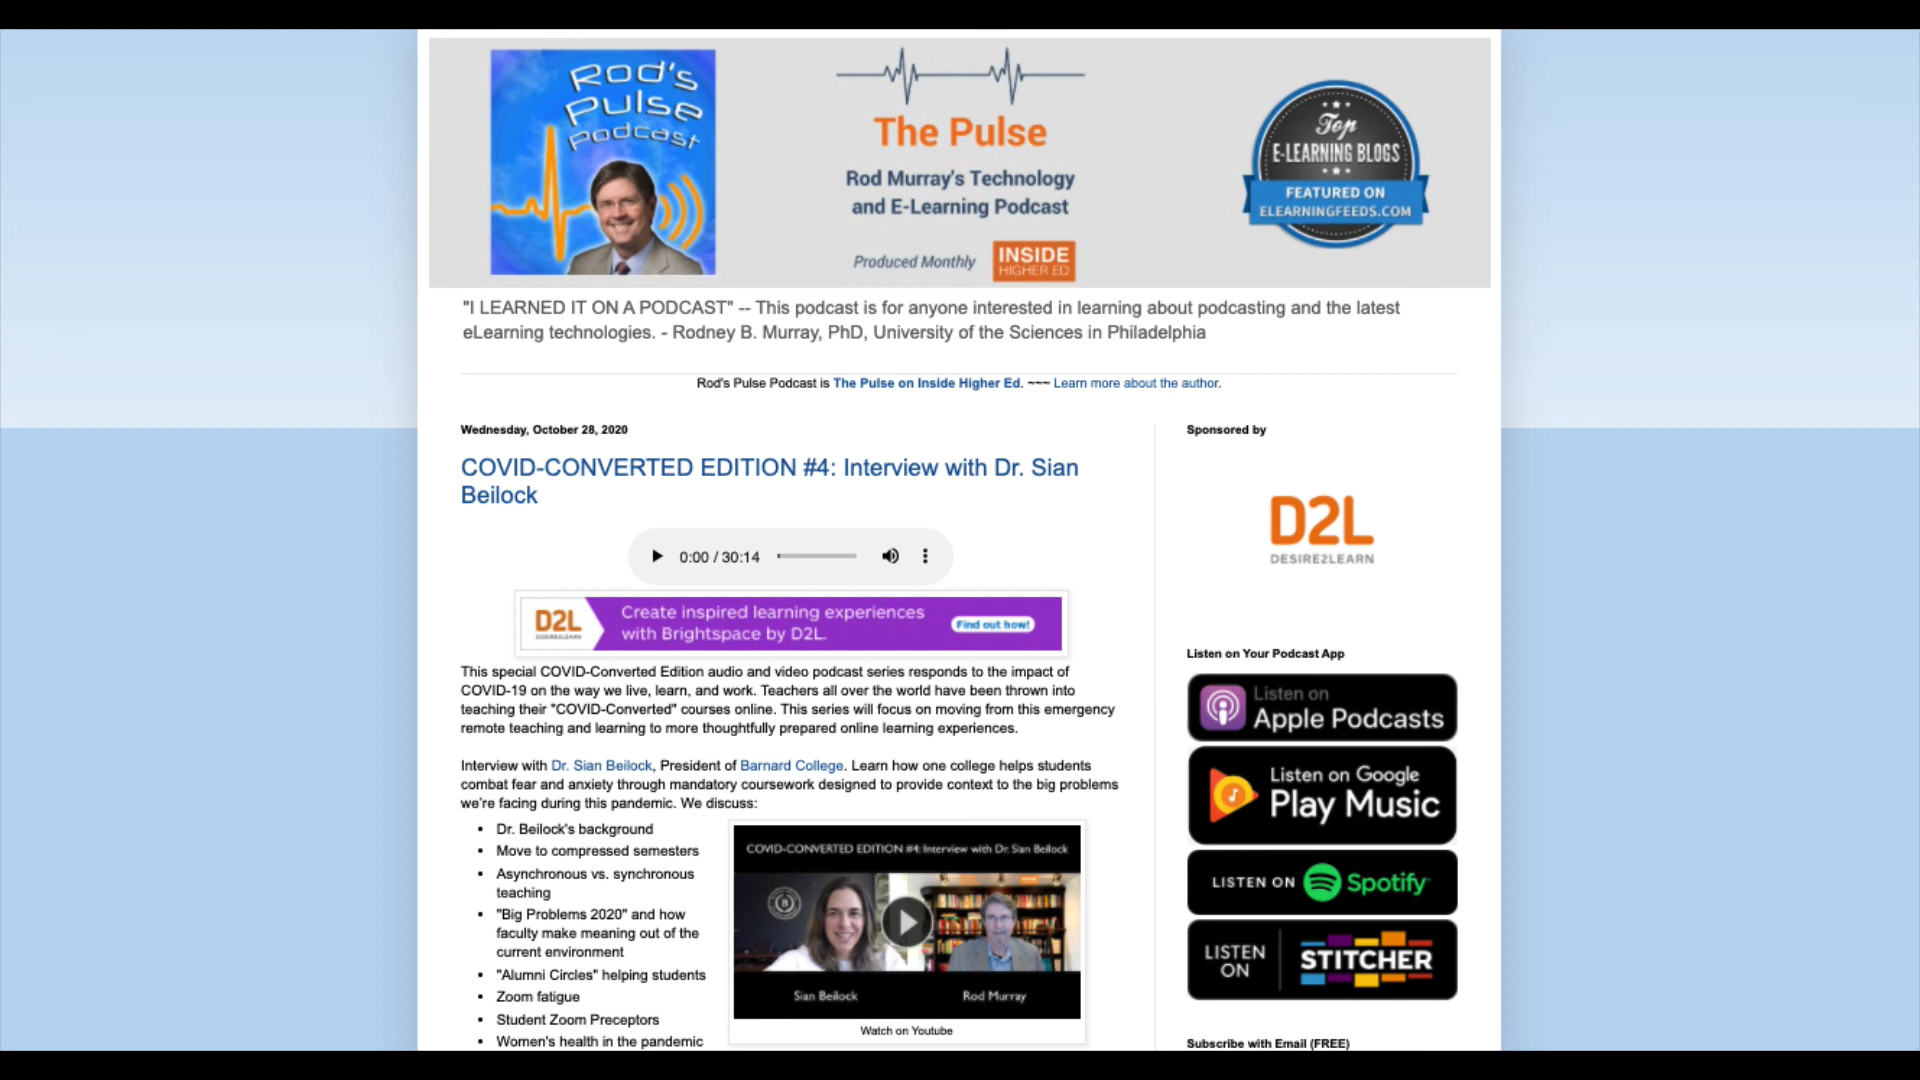 Rod's
Pulse
Podcast
The Pulse
Rod Murray's Technology
and E-Learning Podcast
Produced Monthly
INSIDE
HIGHER ED
Top
E-LEARNING BLOGS
FEATURED ON
ELEARNINGFEEDS.COM
"I LEARNED IT ON A PODCAST" -- This podcast is for anyone interested in learning about podcasting and the latest
eLearning technologies. - Rodney B. Murray, PhD, University of the Sciences in Philadelphia
Rod's Pulse Podcast is The Pulse on Inside Higher Ed. ~~~ Learn more about the author.
Wednesday, October 28, 2020
COVID-CONVERTED EDITION #4: Interview with Dr. Sian
Beilock
0:00 / 30:14
D2L
DESIRE2LEARN
Create inspired learning experiences
with Brightspace by D2L.
Find out how!
This special COVID-Converted Edition audio and video podcast series responds to the impact of
COVID-19 on the way we live, learn, and work. Teachers all over the world have been thrown into
teaching their "COVID-Converted" courses online. This series will focus on moving from this emergency
remote teaching and learning to more thoughtfully prepared online learning experiences.
Interview with Dr. Sian Beilock, President of Barnard College. Learn how one college helps students
combat fear and anxiety through mandatory coursework designed to provide context to the big problems
we're facing during this pandemic. We discuss:
• Dr. Beilock's background
• Move to compressed semesters
• Asynchronous vs. synchronous
teaching
• "Big Problems 2020" and how
faculty make meaning out of the
current environment
• "Alumni Circles" helping students
• Zoom fatigue
• Student Zoom Preceptors
• Women's health in the pandemic
COVID-CONVERTED EDITION #4: Interview with Dr. Sian Beilock
B
Sian Beilock
Rod Murray
Watch on Youtube
Sponsored by
D2L
DESIRE2LEARN
Listen on Your Podcast App
Listen on
Apple Podcasts
Listen on Google
Play Music
LISTEN ON Spotify
LISTEN
ON
STITCHER
Subscribe with Email (FREE)